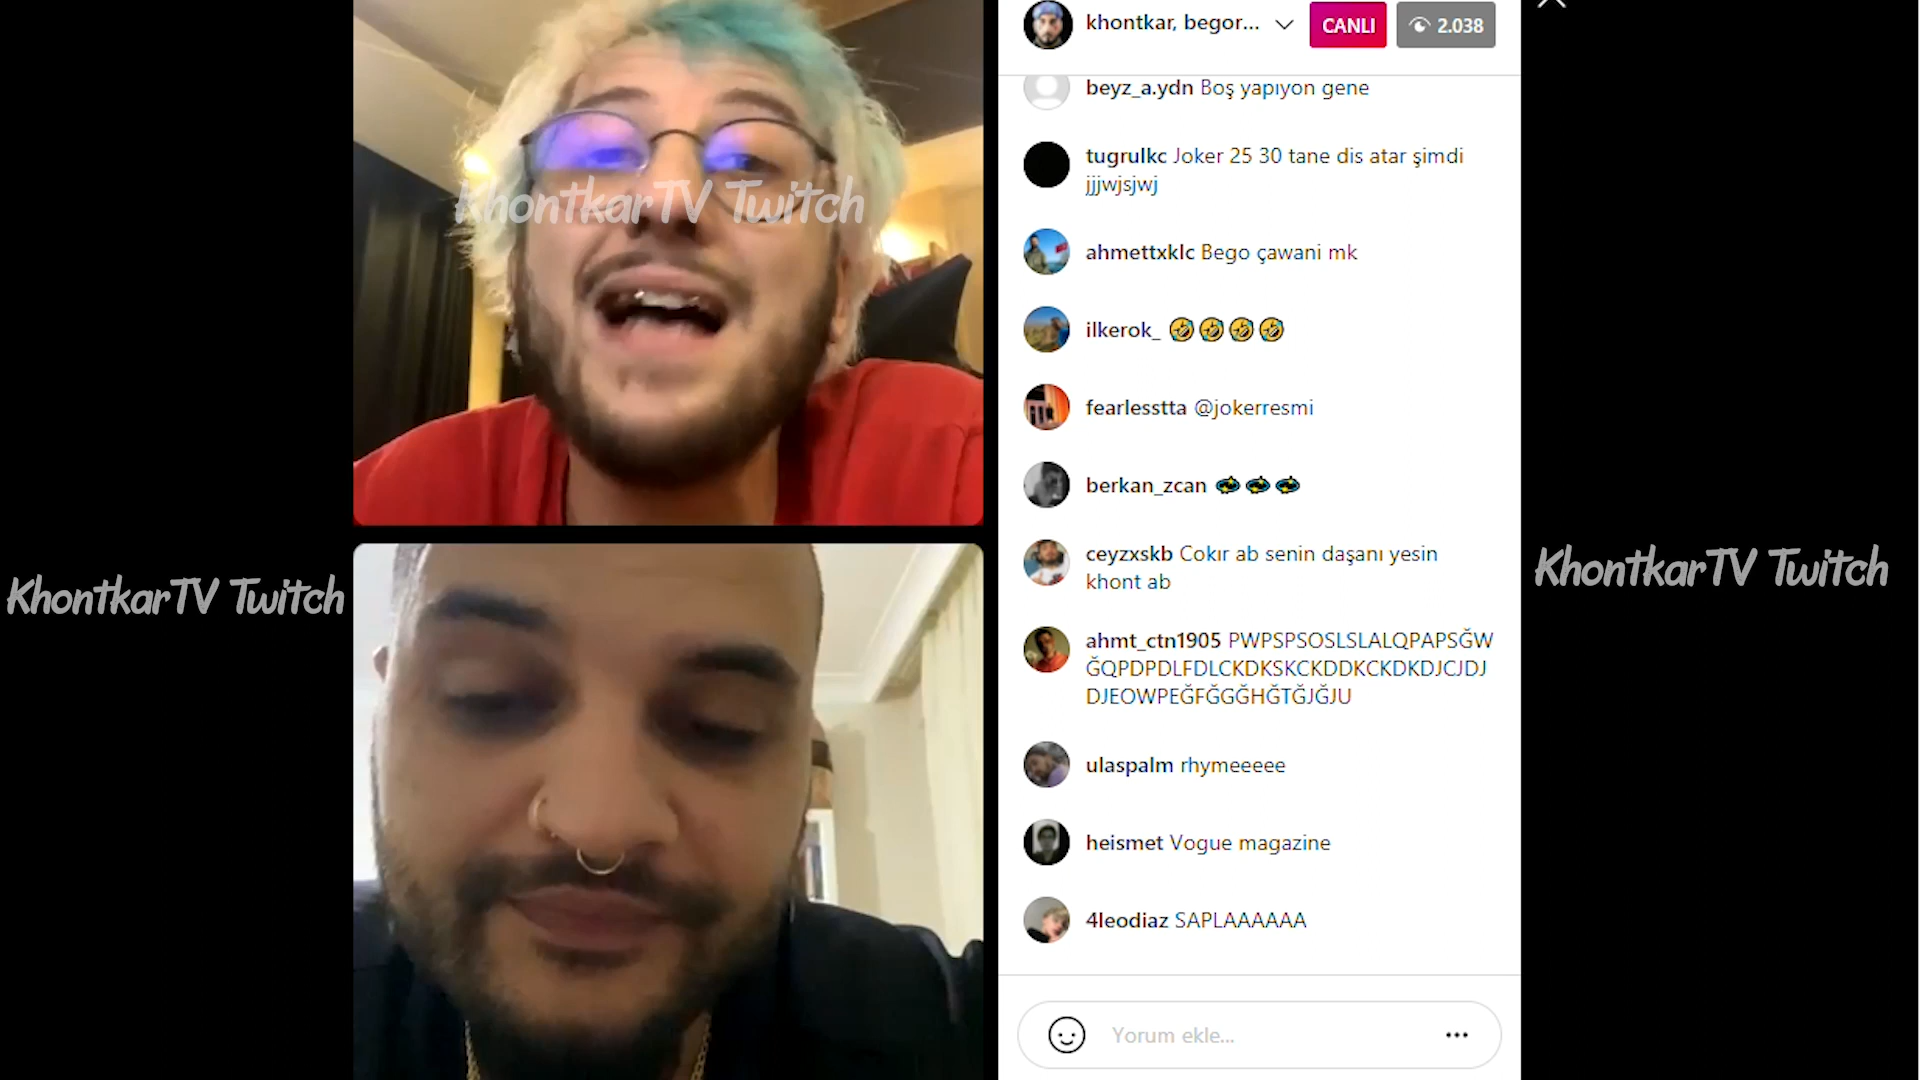 khontkar, begor...
CANLI
2.038
beyz_a.ydn Boş yapıyon gene
tugrulkc Joker 25 30 tane dis atar şimdi
jjjwjsjwj
ahmettxklc Bego çawani mk
ilkerok_ 🤣🤣🤣🤣
fearlesstta @jokerresmi
berkan_zcan
ceyzxskb Cokır ab senin daşanı yesin
khont ab
ahmt_ctn1905 PWPSPSOSLSLALQPAPSĞW
ĞQPDPDLFDLCKDKSKCKDDKCKDKDJCJDJ
DJEOWPEĞFĞGĞHĞTĞJĞJU
ulaspalm rhymeeeee
heismet Vogue magazine
4leodiaz SAPLAAAAAA
Yorum ekle...
KhontkarTV Twitch
KhontkarTV Twitch
KhontkarTV Twitch